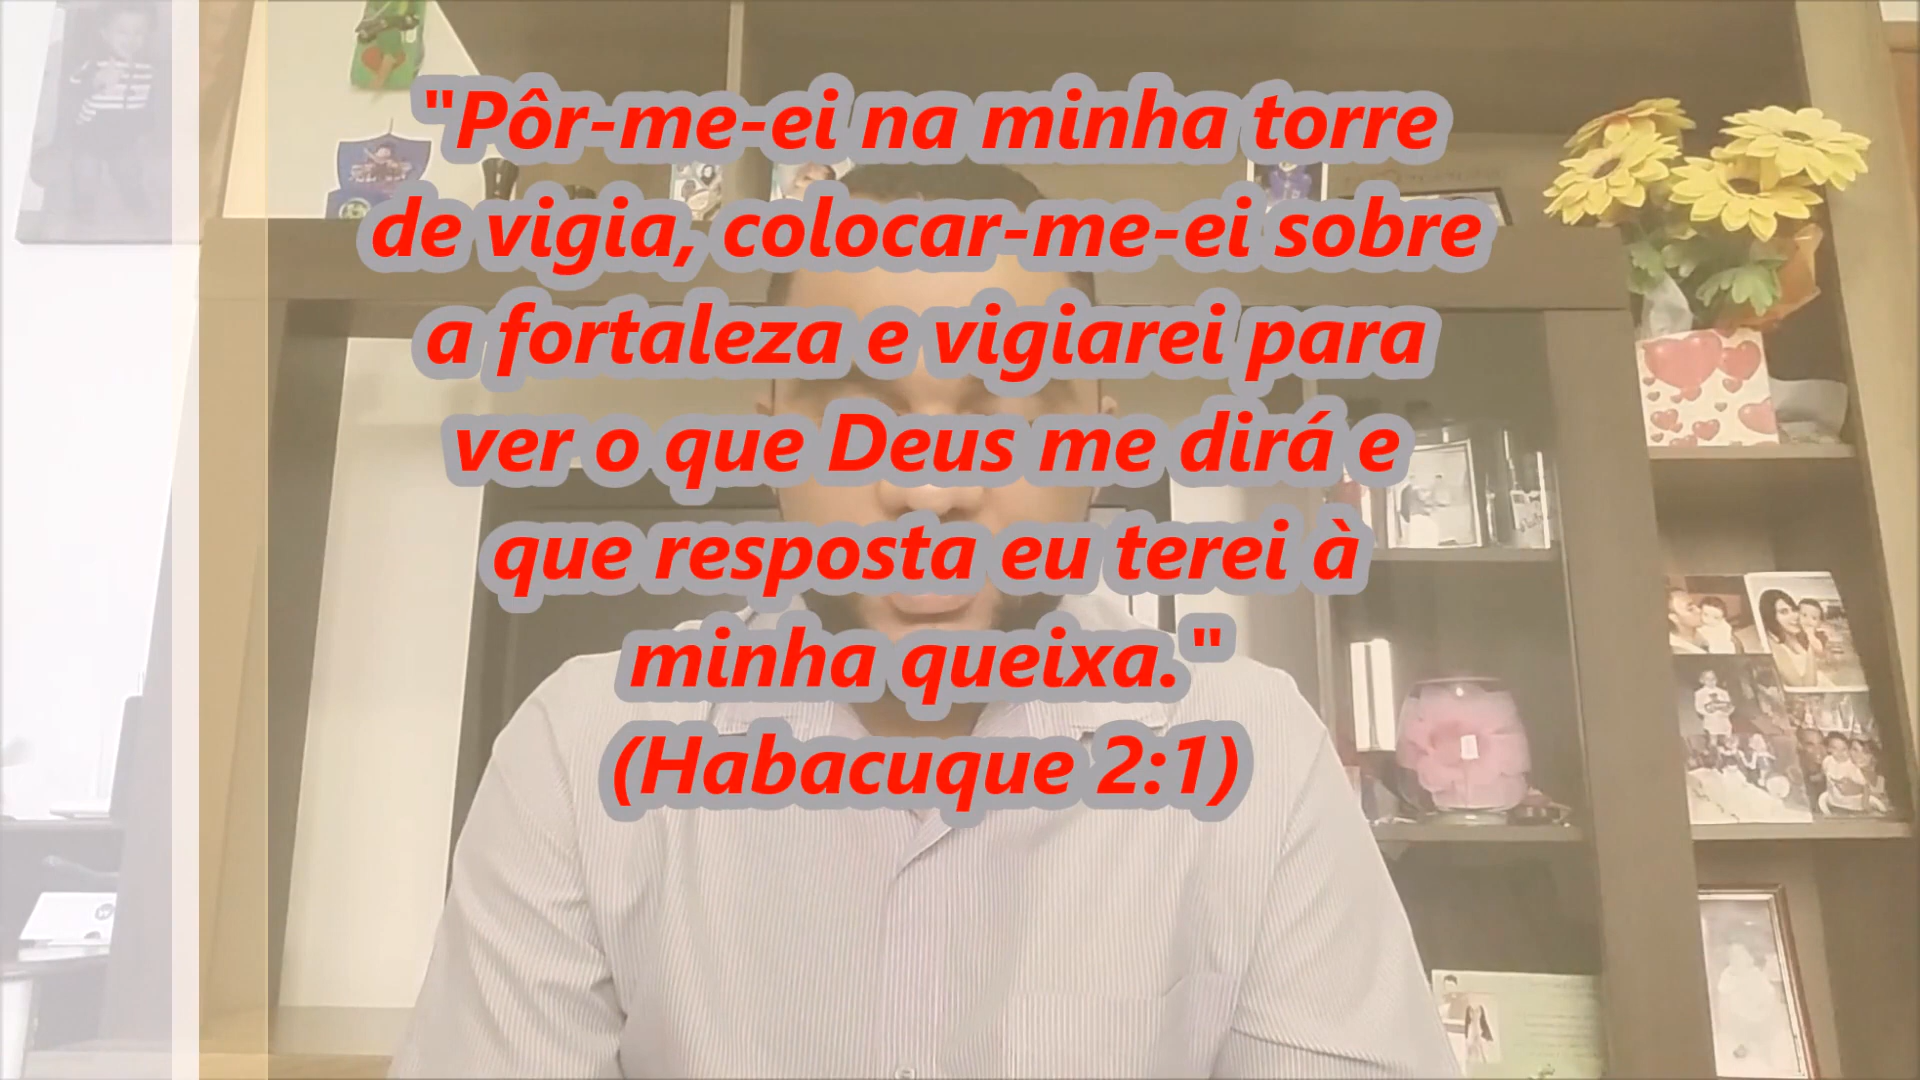 "Pôr-me-ei na minha torre
de vigia, colocar-me-ei sobre
a fortaleza e vigiarei para
ver o que Deus me dirá e
que resposta eu terei à
minha queixa."
(Habacuque 2:1)